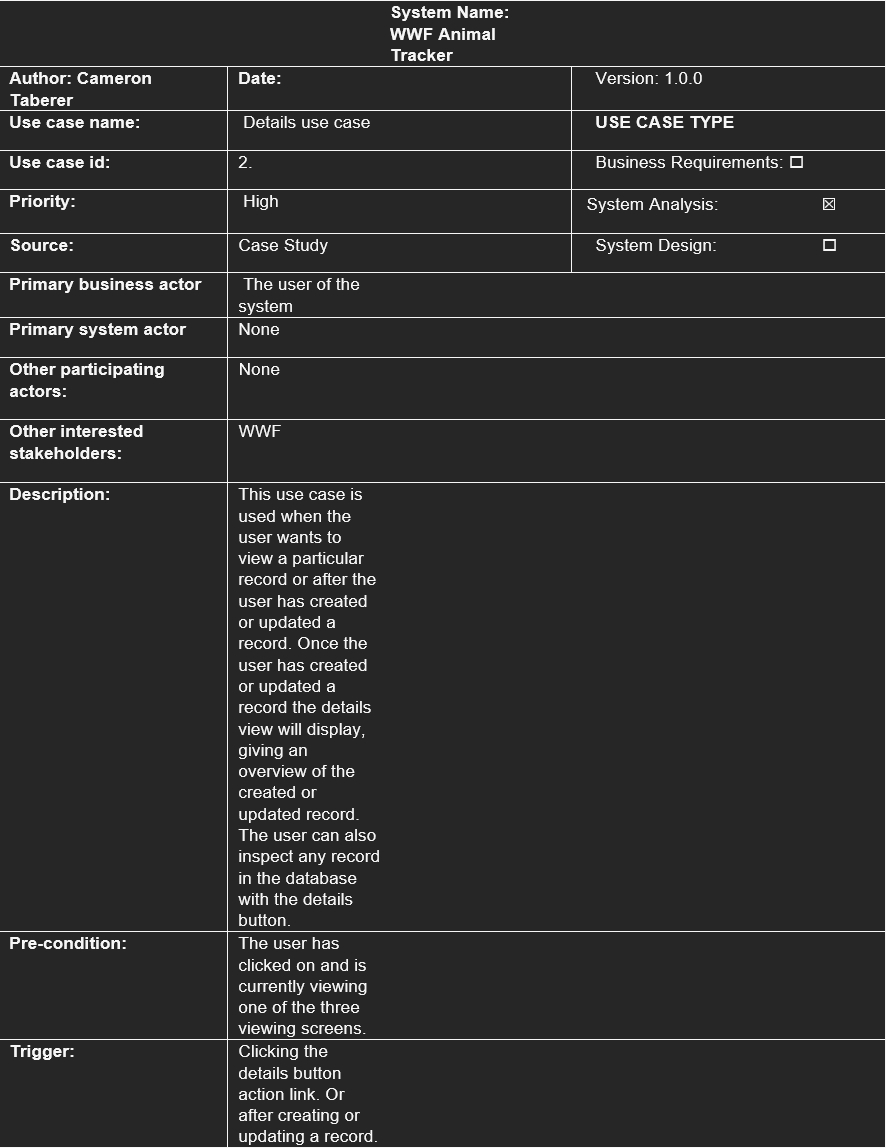 System Name:
WWF Animal
Tracker
Author: Cameron
Taberer
Date:
Version: 1.0.0
Use case name:
Details use case
USE CASE TYPE
Use case id:
2.
Business Requirements: ☐
Priority:
High
System Analysis: ☒
Source:
Case Study
System Design: ☐
Primary business actor
The user of the
system
Primary system actor
None
Other participating
actors:
None
Other interested
stakeholders:
WWF
Description:
This use case is
used when the
user wants to
view a particular
record or after the
user has created
or updated a
record. Once the
user has created
or updated a
record the details
view will display,
giving an
overview of the
created or
updated record.
The user can also
inspect any record
in the database
with the details
button.
Pre-condition:
The user has
clicked on and is
currently viewing
one of the three
viewing screens.
Trigger:
Clicking the
details button
action link. Or
after creating or
updating a record.